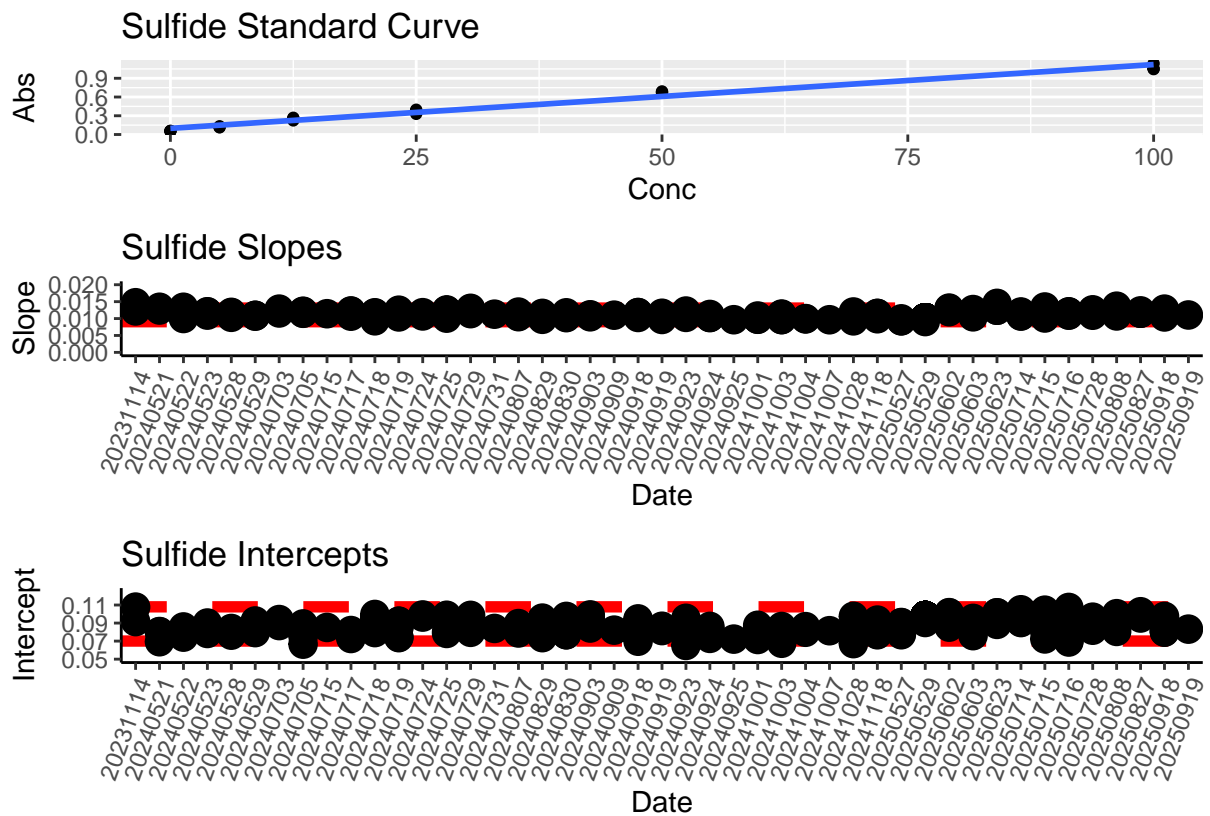 Sulfide Standard Curve
Abs
0.9
0.6
0.3
0.0
0 25 50 75 100
Conc
Sulfide Slopes
Slope
0.020
0.015
0.010
0.005
0.000
20231114 20240521 20240522 20240523 20240528 20240529 20240703 20240705 20240715 20240717 20240718 20240719 20240724 20240725 20240729 20240731 20240807 20240829 20240830 20240903 20240909 20240918 20240919 20240923 20240924 20240925 20241001 20241003 20241004 20241007 20241028 20241118 20250527 20250529 20250602 20250603 20250623 20250714 20250715 20250716 20250728 20250808 20250827 20250918 20250919
Date
Sulfide Intercepts
Intercept
0.11
0.09
0.07
0.05
20231114 20240521 20240522 20240523 20240528 20240529 20240703 20240705 20240715 20240717 20240718 20240719 20240724 20240725 20240729 20240731 20240807 20240829 20240830 20240903 20240909 20240918 20240919 20240923 20240924 20240925 20241001 20241003 20241004 20241007 20241028 20241118 20250527 20250529 20250602 20250603 20250623 20250714 20250715 20250716 20250728 20250808 20250827 20250918 20250919
Date